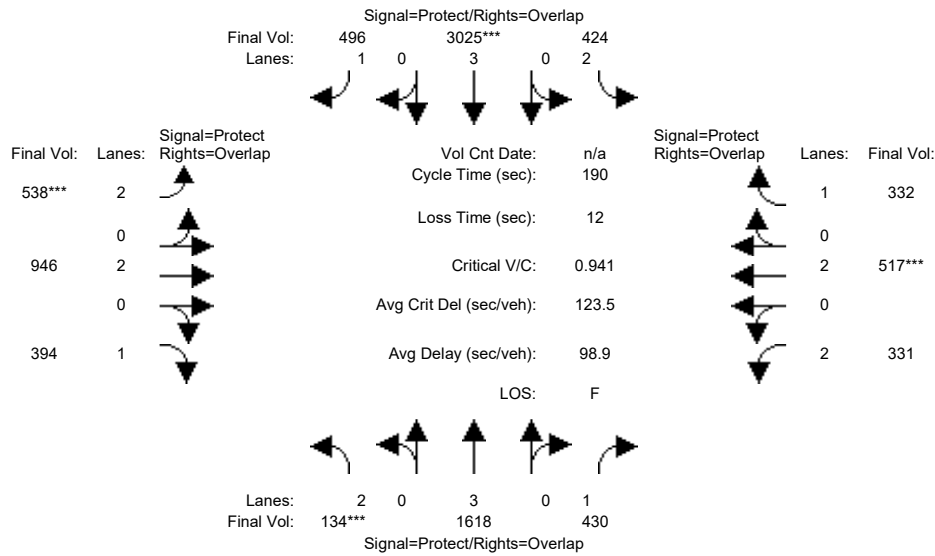 Signal=Protect/Rights=Overlap
Final Vol: 496 3025*** 424
Lanes: 1 0 3 0 2
Signal=Protect
Final Vol: Lanes: Rights=Overlap
Vol Cnt Date: n/a
Signal=Protect
Rights=Overlap Lanes: Final Vol:
Cycle Time (sec): 190
538*** 2
1 332
Loss Time (sec): 12
0
0
946 2
Critical V/C: 0.941
2 517***
0
Avg Crit Del (sec/veh): 123.5
0
394 1
Avg Delay (sec/veh): 98.9
2 331
LOS: F
Lanes: 2 0 3 0 1
Final Vol: 134*** 1618 430
Signal=Protect/Rights=Overlap